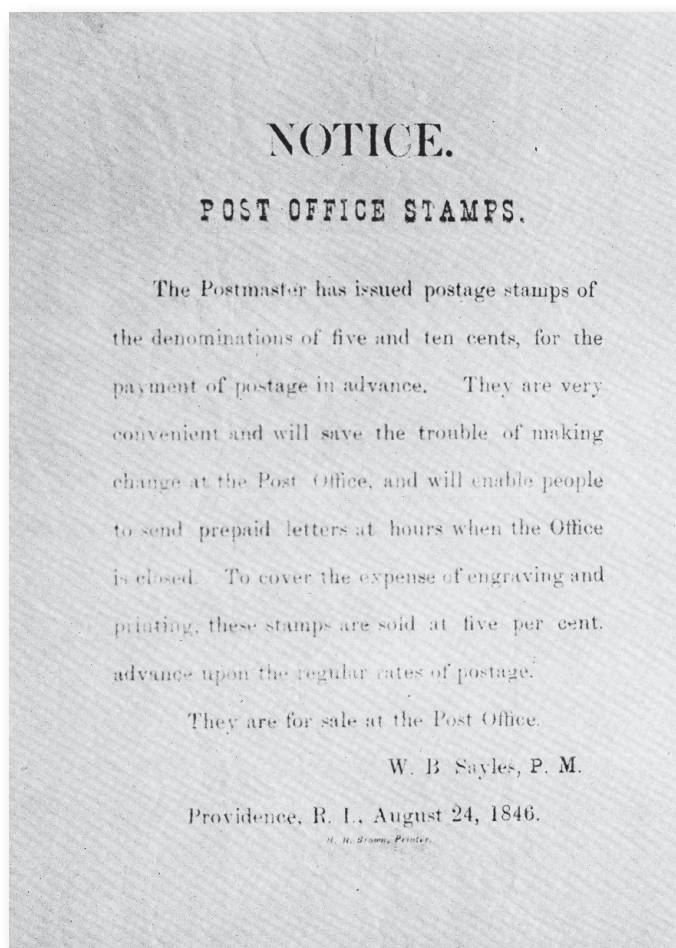 NOTICE.
POST OFFICE STAMPS.
The Postmaster has issued postage stamps of
the denominations of five and ten cents, for the
payment of postage in advance. They are very
convenient and will save the trouble of making
change at the Post Office, and will enable people
to send prepaid letters at hours when the Office
is closed. To cover the expense of engraving and
printing, these stamps are sold at five per cent.
advance upon the regular rates of postage.
They are for sale at the Post Office.
W. B Sayles, P. M.
Providence, R. I., August 24, 1846.
H. H. Brown, Printer.